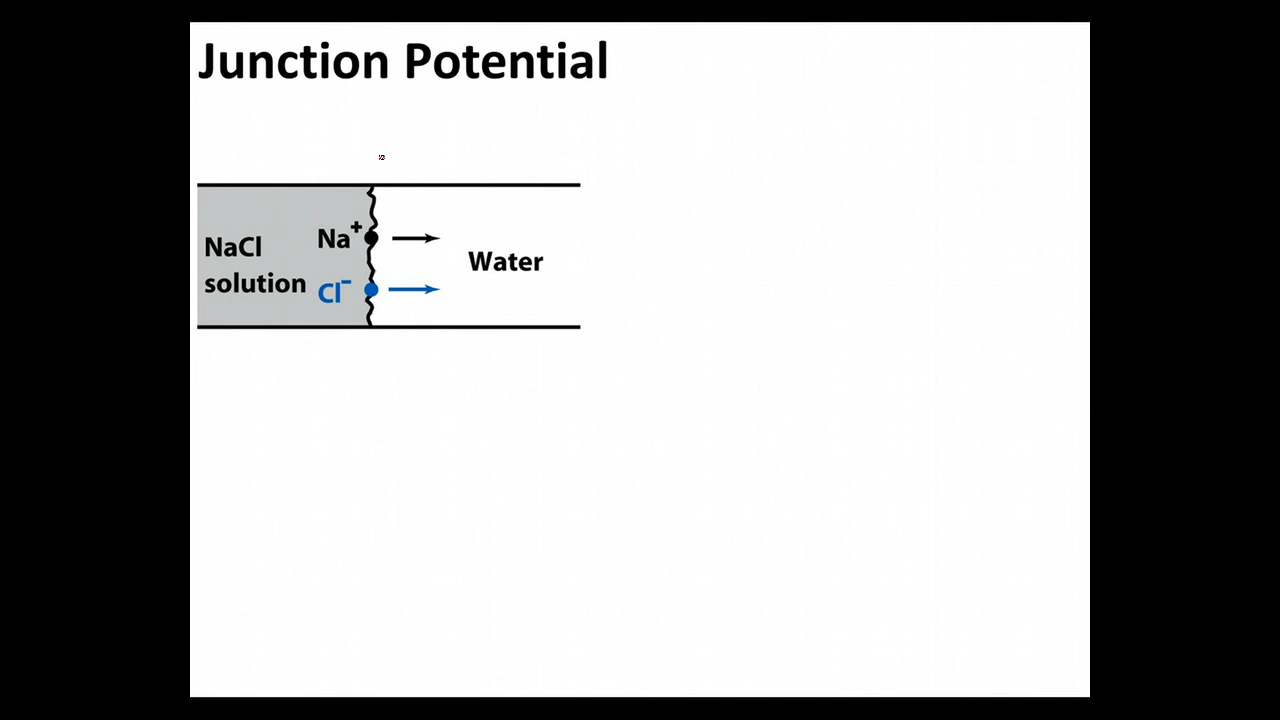 Junction Potential
NaCl
solution
Na⁺
Cl⁻
Water